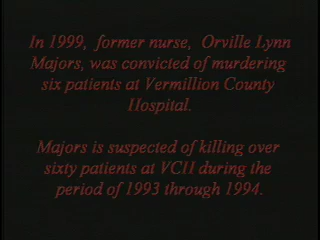 In 1999, former nurse, Orville Lynn
Majors, was convicted of murdering
six patients at Vermillion County
Hospital.
Majors is suspected of killing over
sixty patients at VCH during the
period of 1993 through 1994.